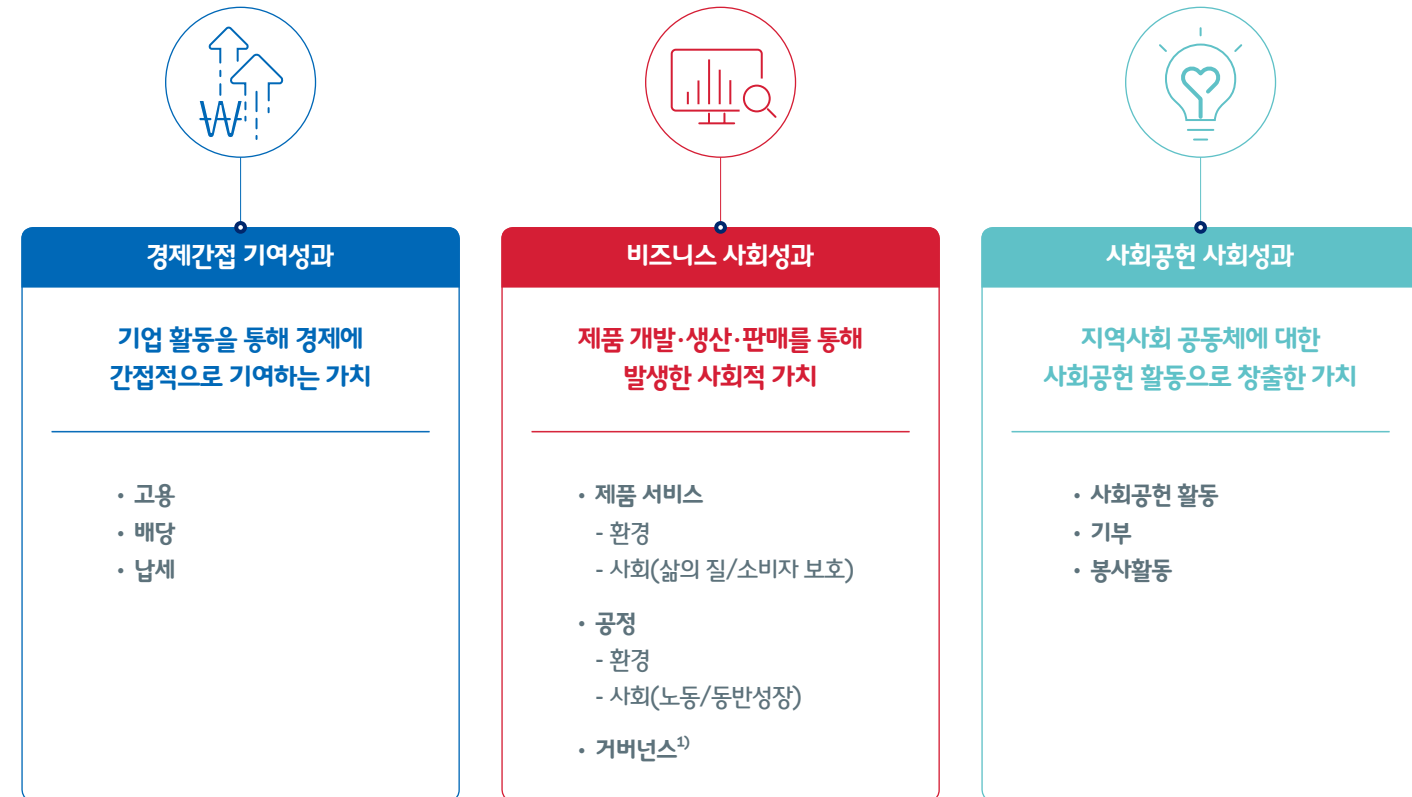 경제간접 기여성과
기업 활동을 통해 경제에
간접적으로 기여하는 가치
• 고용
• 배당
• 납세
비즈니스 사회성과
제품 개발·생산·판매를 통해
발생한 사회적 가치
• 제품 서비스
- 환경
- 사회(삶의 질/소비자 보호)
• 공정
- 환경
- 사회(노동/동반성장)
• 거버넌스1)
사회공헌 사회성과
지역사회 공동체에 대한
사회공헌 활동으로 창출한 가치
• 사회공헌 활동
• 기부
• 봉사활동